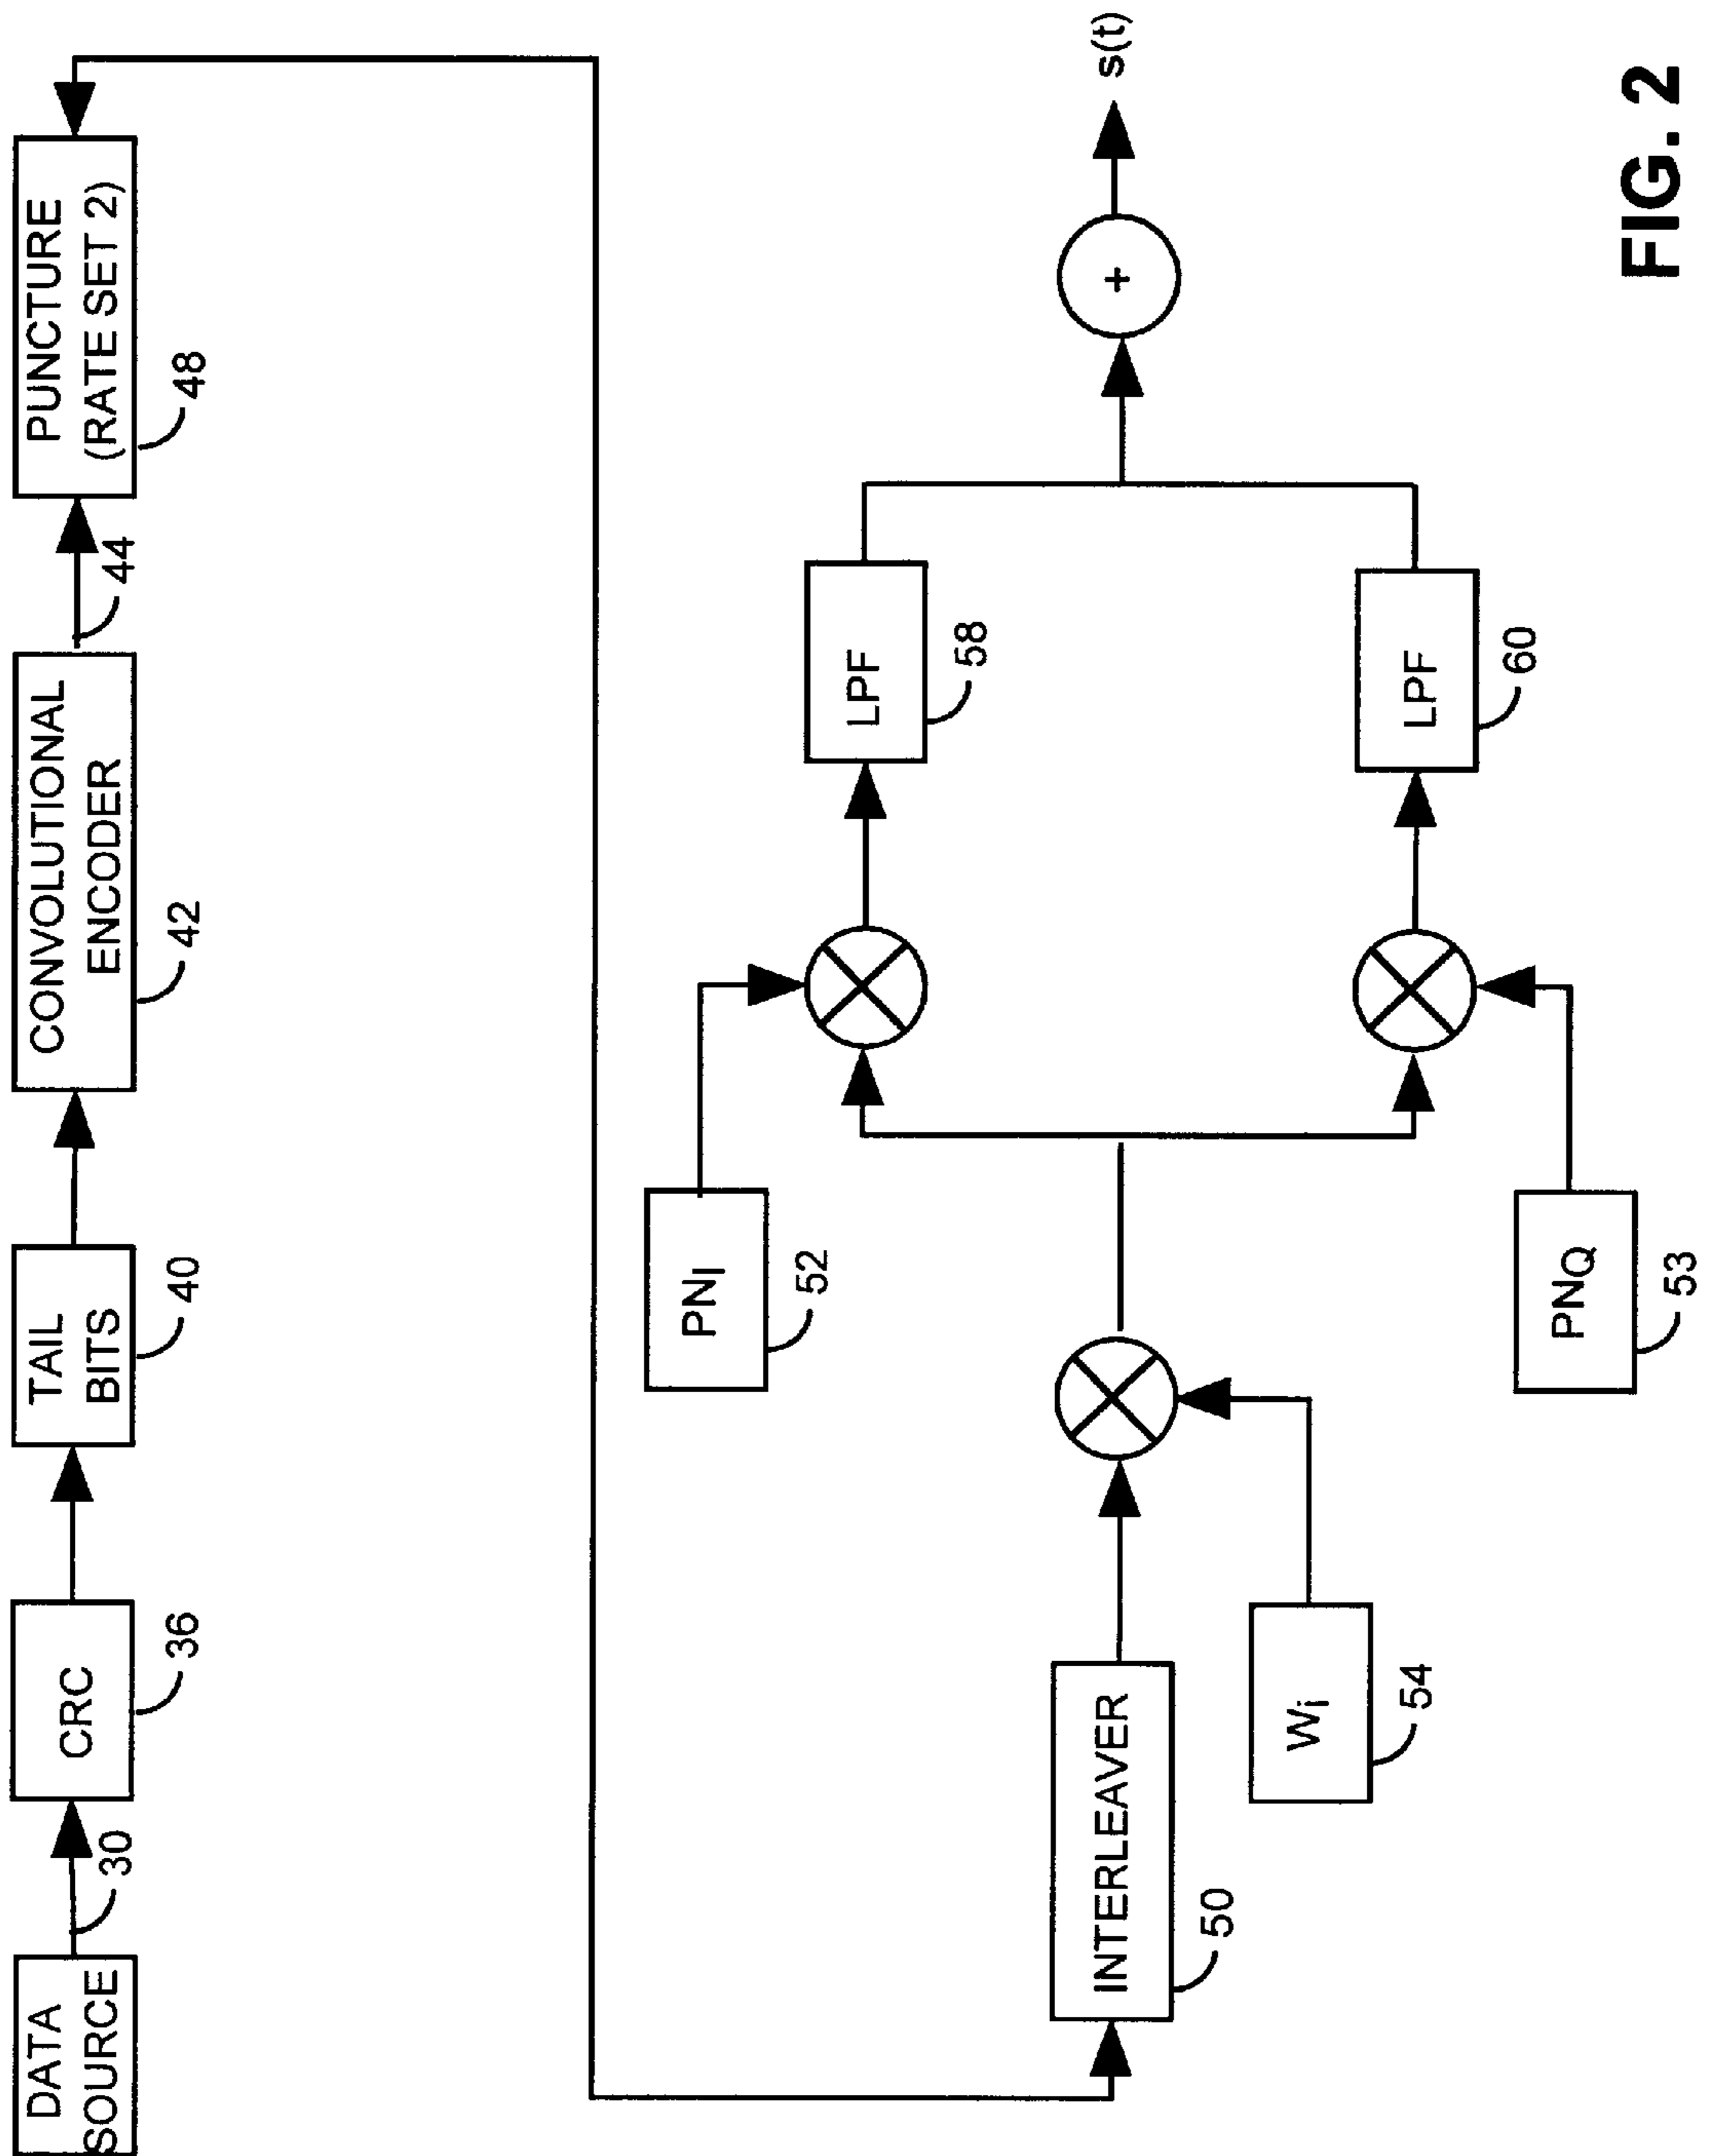 DATA
SOURCE
30
CRC
36
TAIL
BITS
40
CONVOLUTIONAL
ENCODER
42
44
PUNCTURE
(RATE SET 2)
48
PNI
52
LPF
58
INTERLEAVER
50
Wi
54
+
s(t)
PNQ
53
LPF
60
FIG. 2